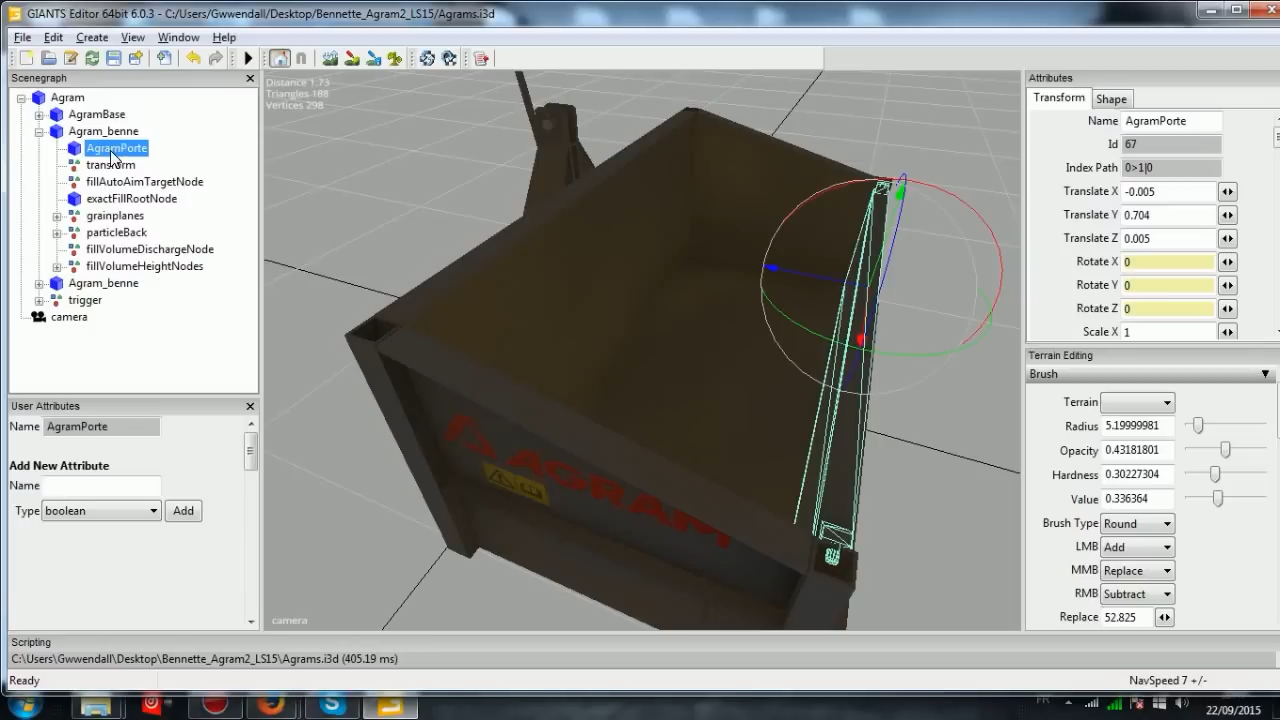 GIANTS Editor 64bit 6.0.3 - C:/Users/Gwwendall/Desktop/Bennette_Agram2_LS15/Agrams.i3d
File Edit Create View Window Help
Scenegraph
Agram
AgramBase
Agram_benne
AgramPorte
transform
fillAutoAimTargetNode
exactFillRootNode
grainplanes
particleBack
fillVolumeDischargeNode
fillVolumeHeightNodes
Agram_benne
trigger
camera
User Attributes
Name AgramPorte
Add New Attribute
Name
Type boolean Add
Distance 1.73
Triangles 188
Vertices 298
AGRAM
camera
Attributes
Transform Shape
Name AgramPorte
Id 67
Index Path 0>1|0
Translate X -0.005
Translate Y 0.704
Translate Z 0.005
Rotate X 0
Rotate Y 0
Rotate Z 0
Scale X 1
Terrain Editing
Brush
Terrain
Radius 5.19999981
Opacity 0.43181801
Hardness 0.30227304
Value 0.336364
Brush Type Round
LMB Add
MMB Replace
RMB Subtract
Replace 52.825
Scripting
C:\Users\Gwwendall\Desktop\Bennette_Agram2_LS15\Agrams.i3d (405.19 ms)
Ready
NavSpeed 7 +/-
FR
22/09/2015